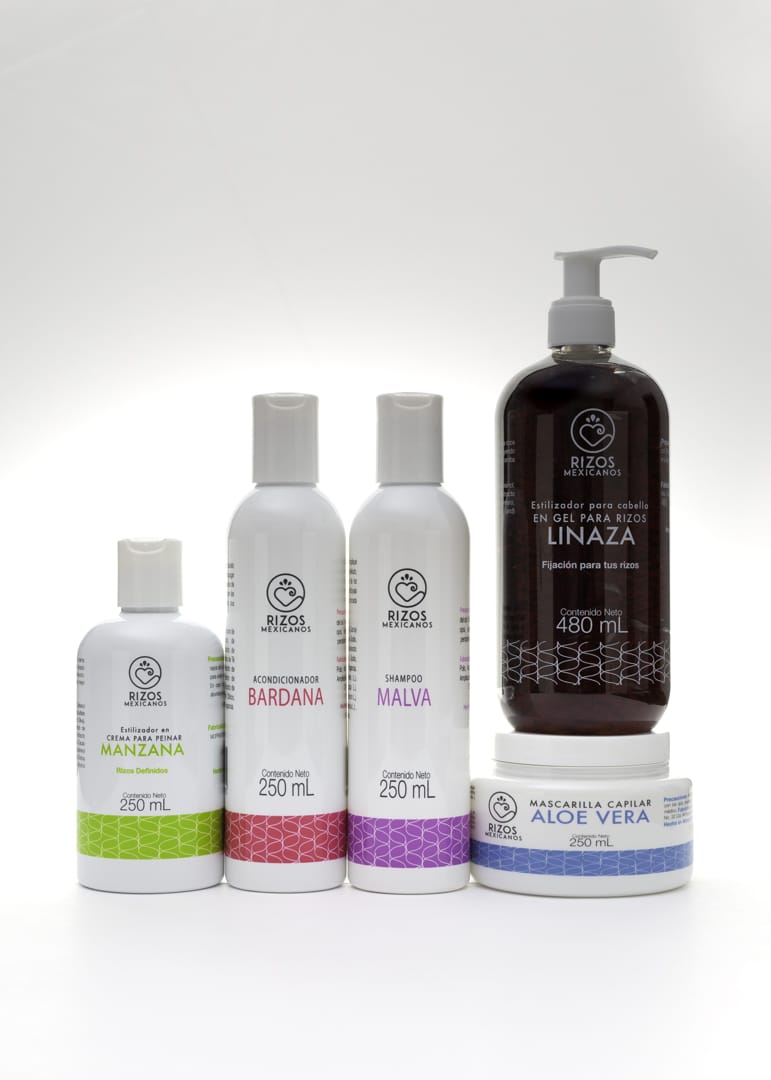 RIZOS
MEXICANOS
Estilizador en
CREMA PARA PEINAR
MANZANA
Rizos Definidos
Contenido Neto
250 mL
RIZOS
MEXICANOS
ACONDICIONADOR
BARDANA
Contenido Neto
250 mL
RIZOS
MEXICANOS
SHAMPOO
MALVA
Contenido Neto
250 mL
RIZOS
MEXICANOS
Estilizador para cabello
EN GEL PARA RIZOS
LINAZA
Fijación para tus rizos
Contenido Neto
480 mL
RIZOS
MEXICANOS
MASCARILLA CAPILAR
ALOE VERA
Contenido Neto
250 mL